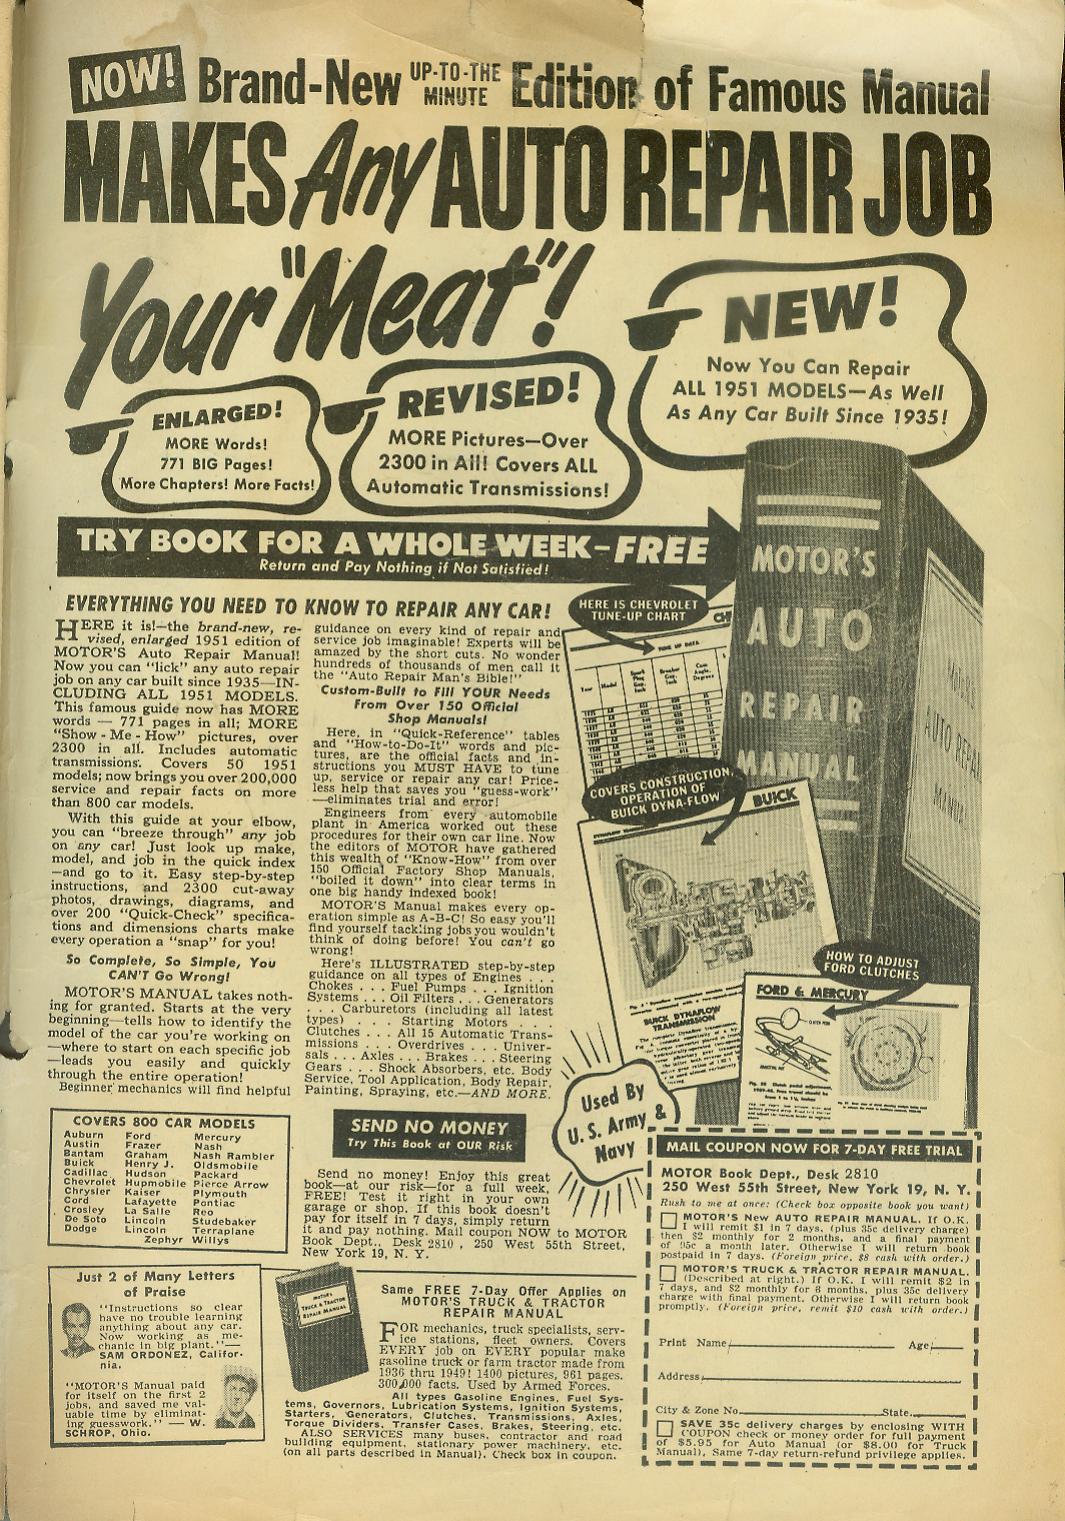 NOW! Brand-New UP-TO-THE MINUTE Edition of Famous Manual
MAKES Any AUTO REPAIR JOB
Your "Meat"!
ENLARGED!
MORE Words!
771 BIG Pages!
More Chapters! More Facts!
REVISED!
MORE Pictures—Over
2300 in All! Covers ALL
Automatic Transmissions!
NEW!
Now You Can Repair
ALL 1951 MODELS—As Well
As Any Car Built Since 1935!
TRY BOOK FOR A WHOLE WEEK—FREE
Return and Pay Nothing if Not Satisfied!
EVERYTHING YOU NEED TO KNOW TO REPAIR ANY CAR!
HERE it is!—the brand-new, re-
vised, enlarged 1951 edition of
MOTOR'S Auto Repair Manual!
Now you can "lick" any auto repair
job on any car built since 1935—IN-
CLUDING ALL 1951 MODELS.
This famous guide now has MORE
words — 771 pages in all; MORE
"Show - Me - How" pictures, over
2300 in all. Includes automatic
transmissions. Covers 50 1951
models; now brings you over 200,000
service and repair facts on more
than 800 car models.
With this guide at your elbow,
you can "breeze through" any job
on any car! Just look up make,
model, and job in the quick index
—and go to it. Easy step-by-step
instructions, and 2300 cut-away
photos, drawings, diagrams, and
over 200 "Quick-Check" specifica-
tions and dimensions charts make
every operation a "snap" for you!
So Complete, So Simple, You
CAN'T Go Wrong!
MOTOR'S MANUAL takes noth-
ing for granted. Starts at the very
beginning—tells how to identify the
model of the car you're working on
—where to start on each specific job
—leads you easily and quickly
through the entire operation!
Beginner mechanics will find helpful
guidance on every kind of repair and
service job imaginable! Experts will be
amazed by the short cuts. No wonder
hundreds of thousands of men call it
the "Auto Repair Man's Bible!"
Custom-Built to Fill YOUR Needs
From Over 150 Official
Shop Manuals!
Here, in "Quick-Reference" tables
and "How-to-Do-It" words and pic-
tures, are the official facts and in-
structions you MUST HAVE to tune
up, service or repair any car! Price-
less help that saves you "guess-work"
—eliminates trial and error!
Engineers from every automobile
plant in America worked out these
procedures for their own car line. Now
the editors of MOTOR have gathered
this wealth of "Know-How" from over
150 Official Factory Shop Manuals,
"boiled it down" into clear terms in
one big handy indexed book!
MOTOR'S Manual makes every op-
eration simple as A-B-C! So easy you'll
find yourself tackling jobs you wouldn't
think of doing before! You can't go
wrong!
Here's ILLUSTRATED step-by-step
guidance on all types of Engines . . .
Chokes . . . Fuel Pumps . . . Ignition
Systems . . . Oil Filters . . . Generators
. . . Carburetors (including all latest
types) . . . Starting Motors . . .
Clutches . . . All 15 Automatic Trans-
missions . . . Overdrives . . . Univer-
sals . . . Axles . . . Brakes . . . Steering
Gears . . . Shock Absorbers, etc. Body
Service, Tool Application, Body Repair,
Painting, Spraying, etc.—AND MORE.
HERE IS CHEVROLET
TUNE-UP CHART
TUNE UP DATA
Year
Model
MOTOR'S
AUTO
REPAIR
MANUAL
MOTOR'S
AUTO REPAIR
MANUAL
COVERS CONSTRUCTION,
OPERATION OF
BUICK DYNA-FLOW
BUICK
BUICK DYNAFLOW
TRANSMISSION
HOW TO ADJUST
FORD CLUTCHES
FORD & MERCURY
Used By
U. S. Army &
Navy
COVERS 800 CAR MODELS
Auburn Ford Mercury
Austin Frazer Nash
Bantam Graham Nash Rambler
Buick Henry J. Oldsmobile
Cadillac Hudson Packard
Chevrolet Hupmobile Pierce Arrow
Chrysler Kaiser Plymouth
Cord Lafayette Pontiac
Crosley La Salle Reo
De Soto Lincoln Studebaker
Dodge Lincoln Terraplane
Zephyr Willys
SEND NO MONEY
Try This Book at OUR Risk
Send no money! Enjoy this great
book—at our risk—for a full week,
FREE! Test it right in your own
garage or shop. If this book doesn't
pay for itself in 7 days, simply return
it and pay nothing. Mail coupon NOW to MOTOR
Book Dept., Desk 2810 , 250 West 55th Street,
New York 19, N. Y.
Just 2 of Many Letters
of Praise
"Instructions so clear
have no trouble learning
anything about any car.
Now working as me-
chanic in big plant."—
SAM ORDONEZ, Califor-
nia.
"MOTOR'S Manual paid
for itself on the first 2
jobs, and saved me val-
uable time by eliminat-
ing guesswork." — W.
SCHROP, Ohio.
MOTOR'S
TRUCK & TRACTOR
REPAIR MANUAL
Same FREE 7-Day Offer Applies on
MOTOR'S TRUCK & TRACTOR
REPAIR MANUAL
FOR mechanics, truck specialists, serv-
ice stations, fleet owners. Covers
EVERY job on EVERY popular make
gasoline truck or farm tractor made from
1936 thru 1949! 1400 pictures, 961 pages.
300,000 facts. Used by Armed Forces.
All types Gasoline Engines, Fuel Sys-
tems, Governors, Lubrication Systems, Ignition Systems,
Starters, Generators, Clutches, Transmissions, Axles,
Torque Dividers, Transfer Cases, Brakes, Steering, etc.
ALSO SERVICES many buses, contractor and road
building equipment, stationary power machinery, etc.
(on all parts described in Manual). Check box in coupon.
MAIL COUPON NOW FOR 7-DAY FREE TRIAL
MOTOR Book Dept., Desk 2810
250 West 55th Street, New York 19, N. Y.
Rush to me at once: (Check box opposite book you want)
MOTOR's New AUTO REPAIR MANUAL. If O.K.
I will remit $1 in 7 days, (plus 35c delivery charge)
then $2 monthly for 2 months, and a final payment
of 95c a month later. Otherwise I will return book
postpaid in 7 days. (Foreign price, $8 cash with order.)
MOTOR'S TRUCK & TRACTOR REPAIR MANUAL.
(Described at right.) If O.K. I will remit $2 in
7 days, and $2 monthly for 8 months, plus 35c delivery
charge with final payment. Otherwise I will return book
promptly. (Foreign price, remit $10 cash with order.)
Print Name Age
Address
City & Zone No. State
SAVE 35c delivery charges by enclosing WITH
COUPON check or money order for full payment
of $5.95 for Auto Manual (or $8.00 for Truck
Manual), Same 7-day return-refund privilege applies.